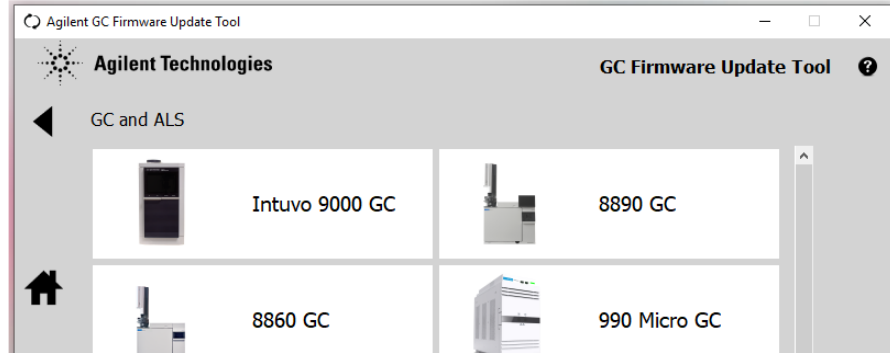 Agilent GC Firmware Update Tool
Agilent Technologies
GC Firmware Update Tool ?
GC and ALS
Intuvo 9000 GC
8890 GC
8860 GC
990 Micro GC